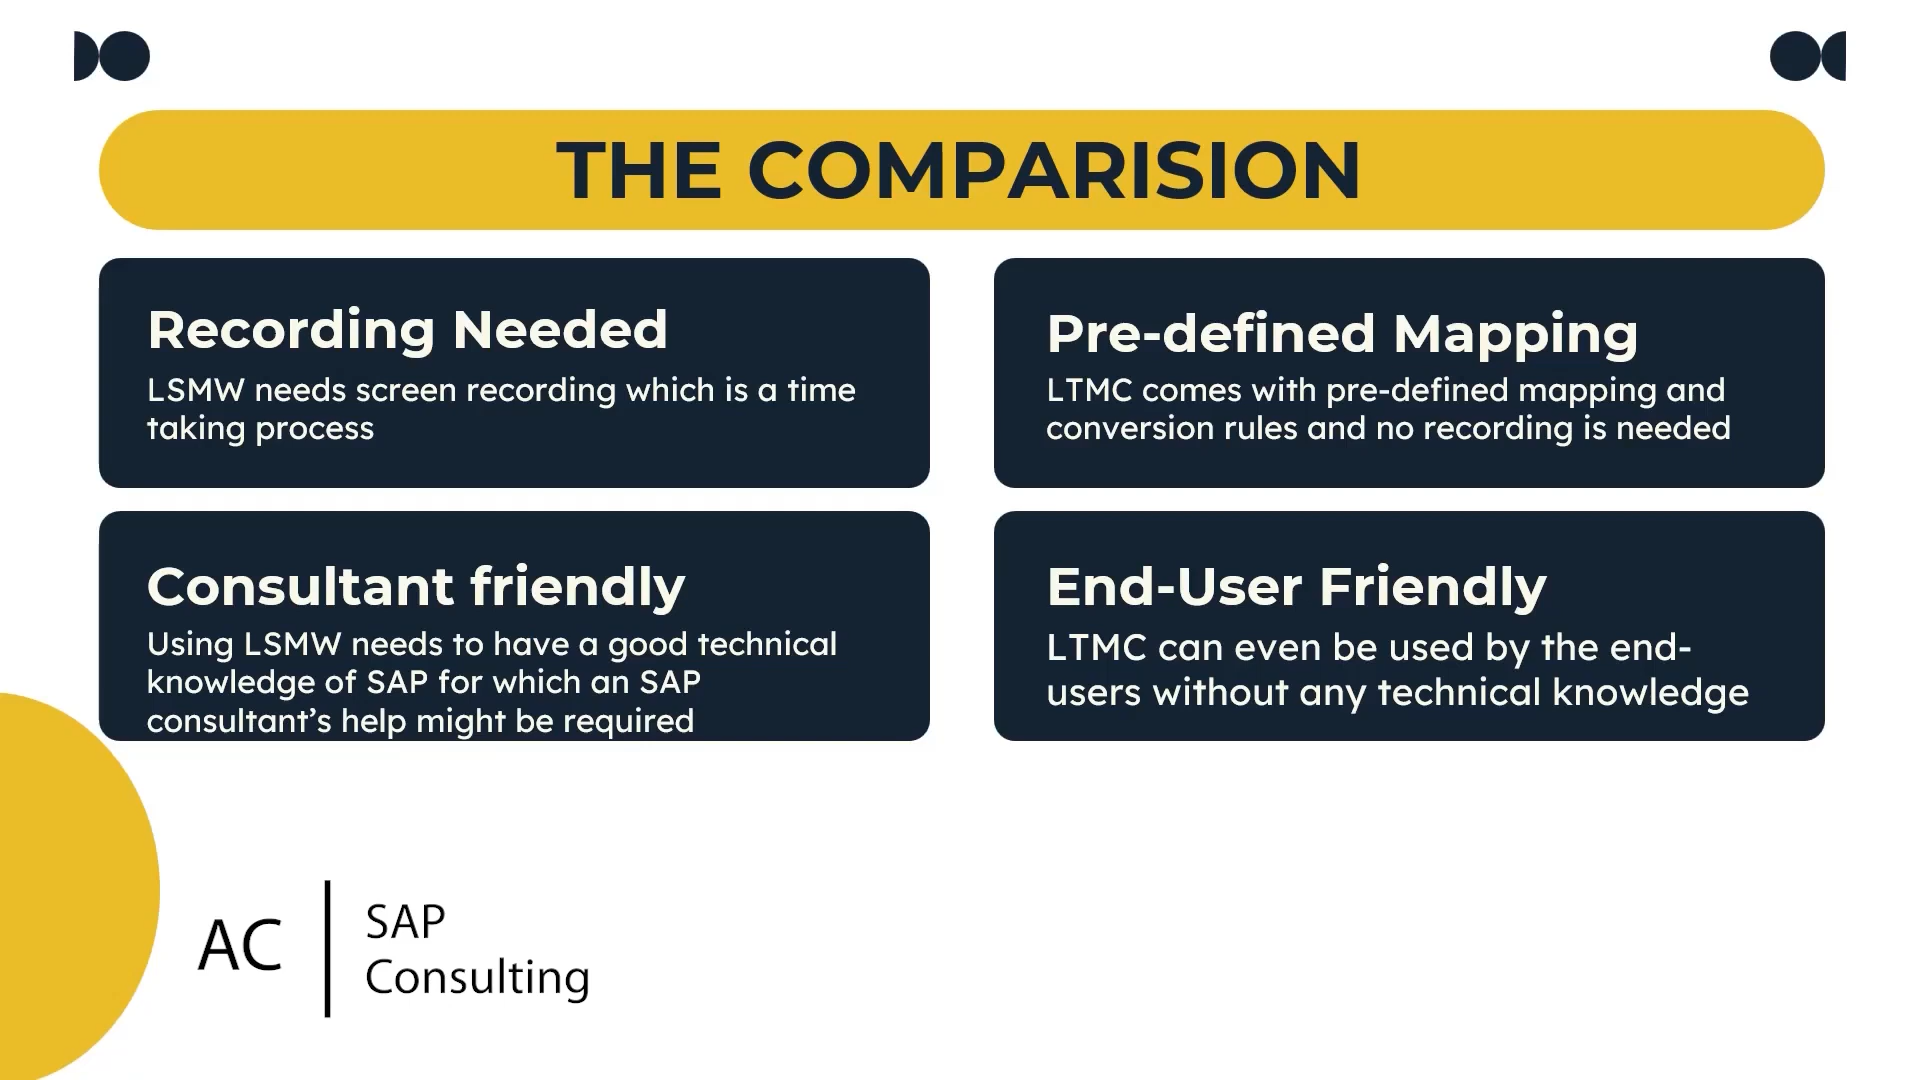 THE COMPARISION
Recording Needed
LSMW needs screen recording which is a time
taking process
Pre-defined Mapping
LTMC comes with pre-defined mapping and
conversion rules and no recording is needed
Consultant friendly
Using LSMW needs to have a good technical
knowledge of SAP for which an SAP
consultant’s help might be required
End-User Friendly
LTMC can even be used by the end-
users without any technical knowledge
AC
SAP
Consulting